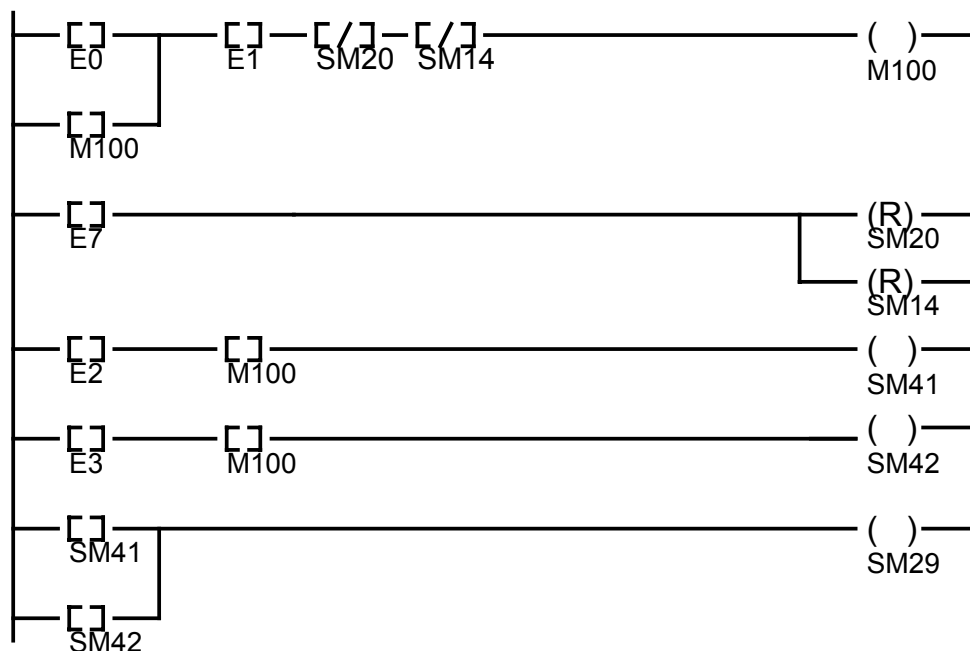 E0 E1 SM20 SM14
( )
M100
M100
E7
(R)
SM20
(R)
SM14
E2 M100
( )
SM41
E3 M100
( )
SM42
SM41
( )
SM29
SM42